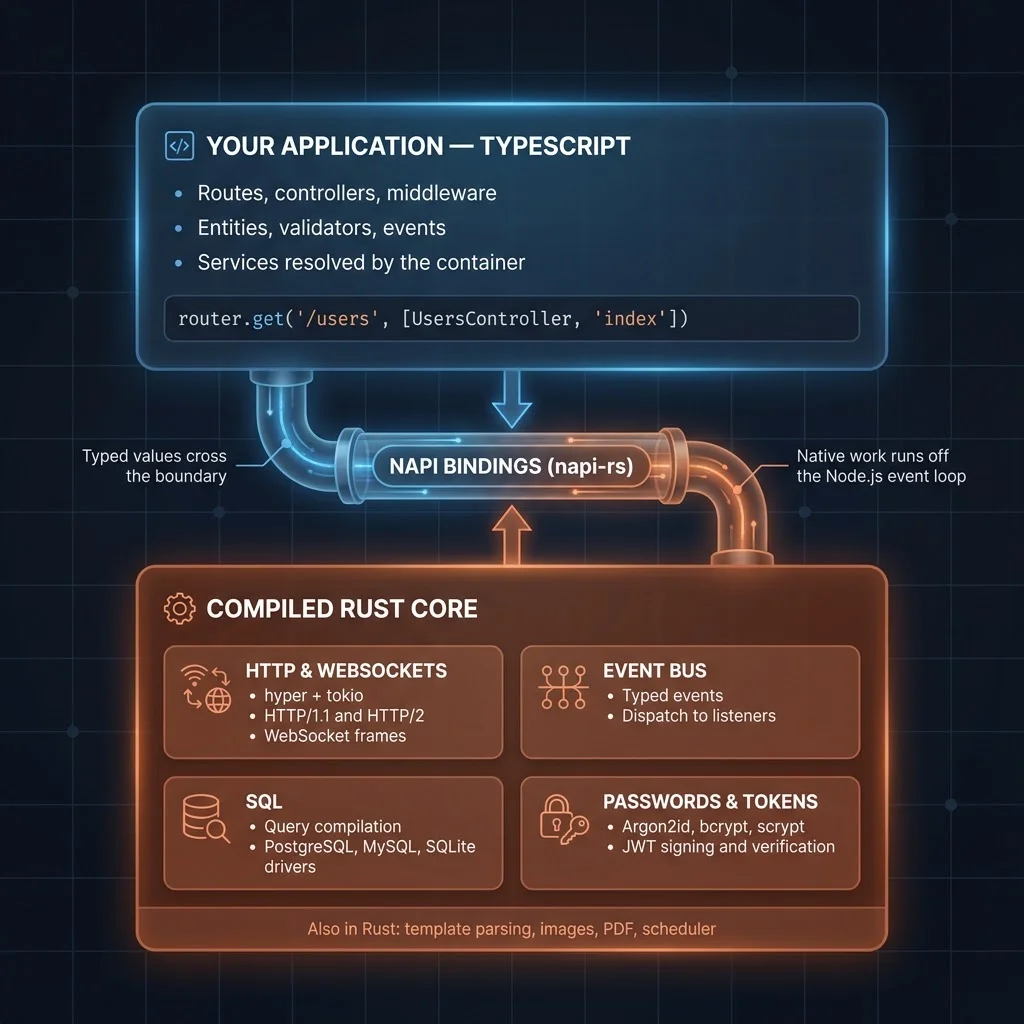 YOUR APPLICATION — TYPESCRIPT
• Routes, controllers, middleware
• Entities, validators, events
• Services resolved by the container
router.get('/users', [UsersController, 'index'])
Typed values cross
the boundary
NAPI BINDINGS (napi-rs)
Native work runs off
the Node.js event loop
COMPILED RUST CORE
HTTP & WEBSOCKETS
• hyper + tokio
• HTTP/1.1 and HTTP/2
• WebSocket frames
EVENT BUS
• Typed events
• Dispatch to listeners
SQL
• Query compilation
• PostgreSQL, MySQL, SQLite
drivers
PASSWORDS & TOKENS
• Argon2id, bcrypt, scrypt
• JWT signing and verification
Also in Rust: template parsing, images, PDF, scheduler